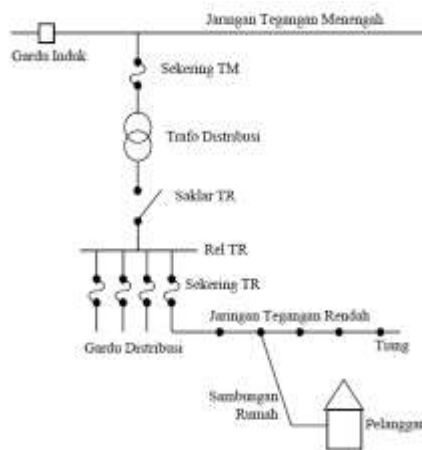 Jaringan Tegangan Menengah
Gardu Induk
Sekering TM
Trafo Distribusi
Saklar TR
Rel TR
Sekering TR
Jaringan Tegangan Rendah
Gardu Distribusi
Tiang
Sambungan
Rumah
Pelanggan